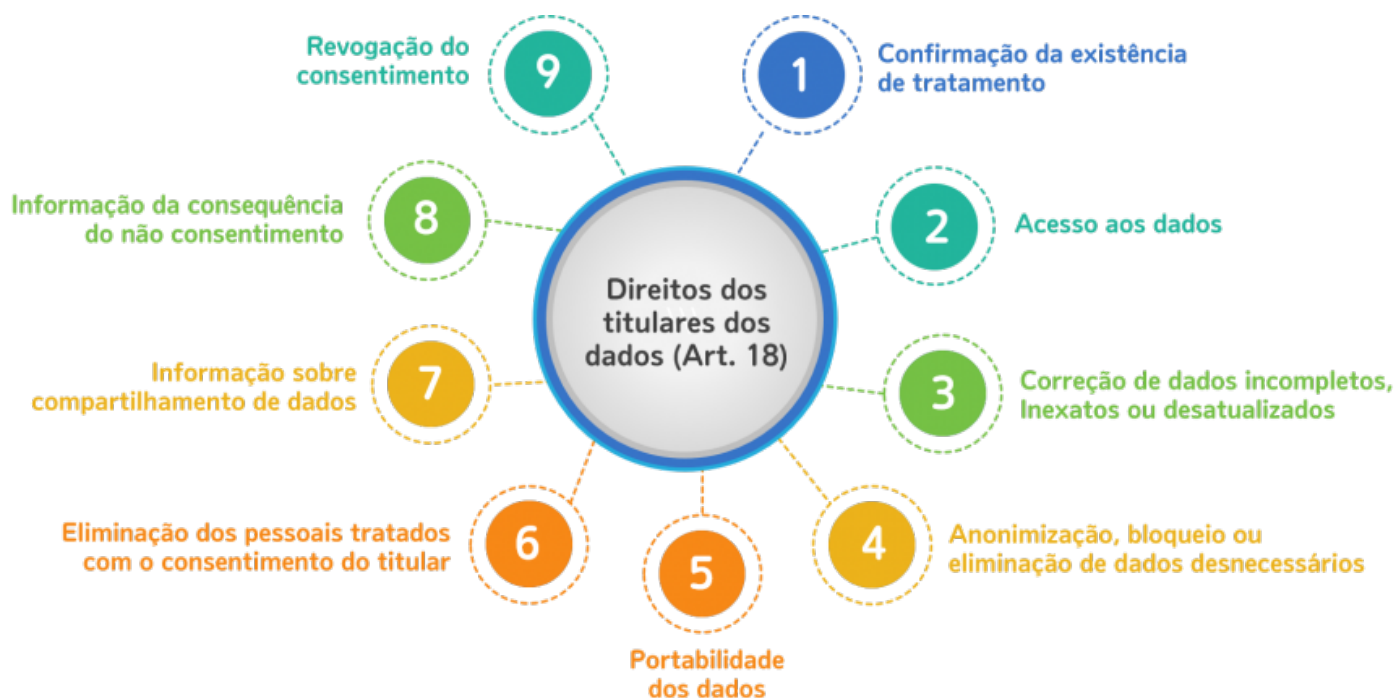 Direitos dos
titulares dos
dados (Art. 18)
1
Confirmação da existência
de tratamento
2
Acesso aos dados
3
Correção de dados incompletos,
Inexatos ou desatualizados
4
Anonimização, bloqueio ou
eliminação de dados desnecessários
5
Portabilidade
dos dados
6
Eliminação dos pessoais tratados
com o consentimento do titular
7
Informação sobre
compartilhamento de dados
8
Informação da consequência
do não consentimento
9
Revogação do
consentimento